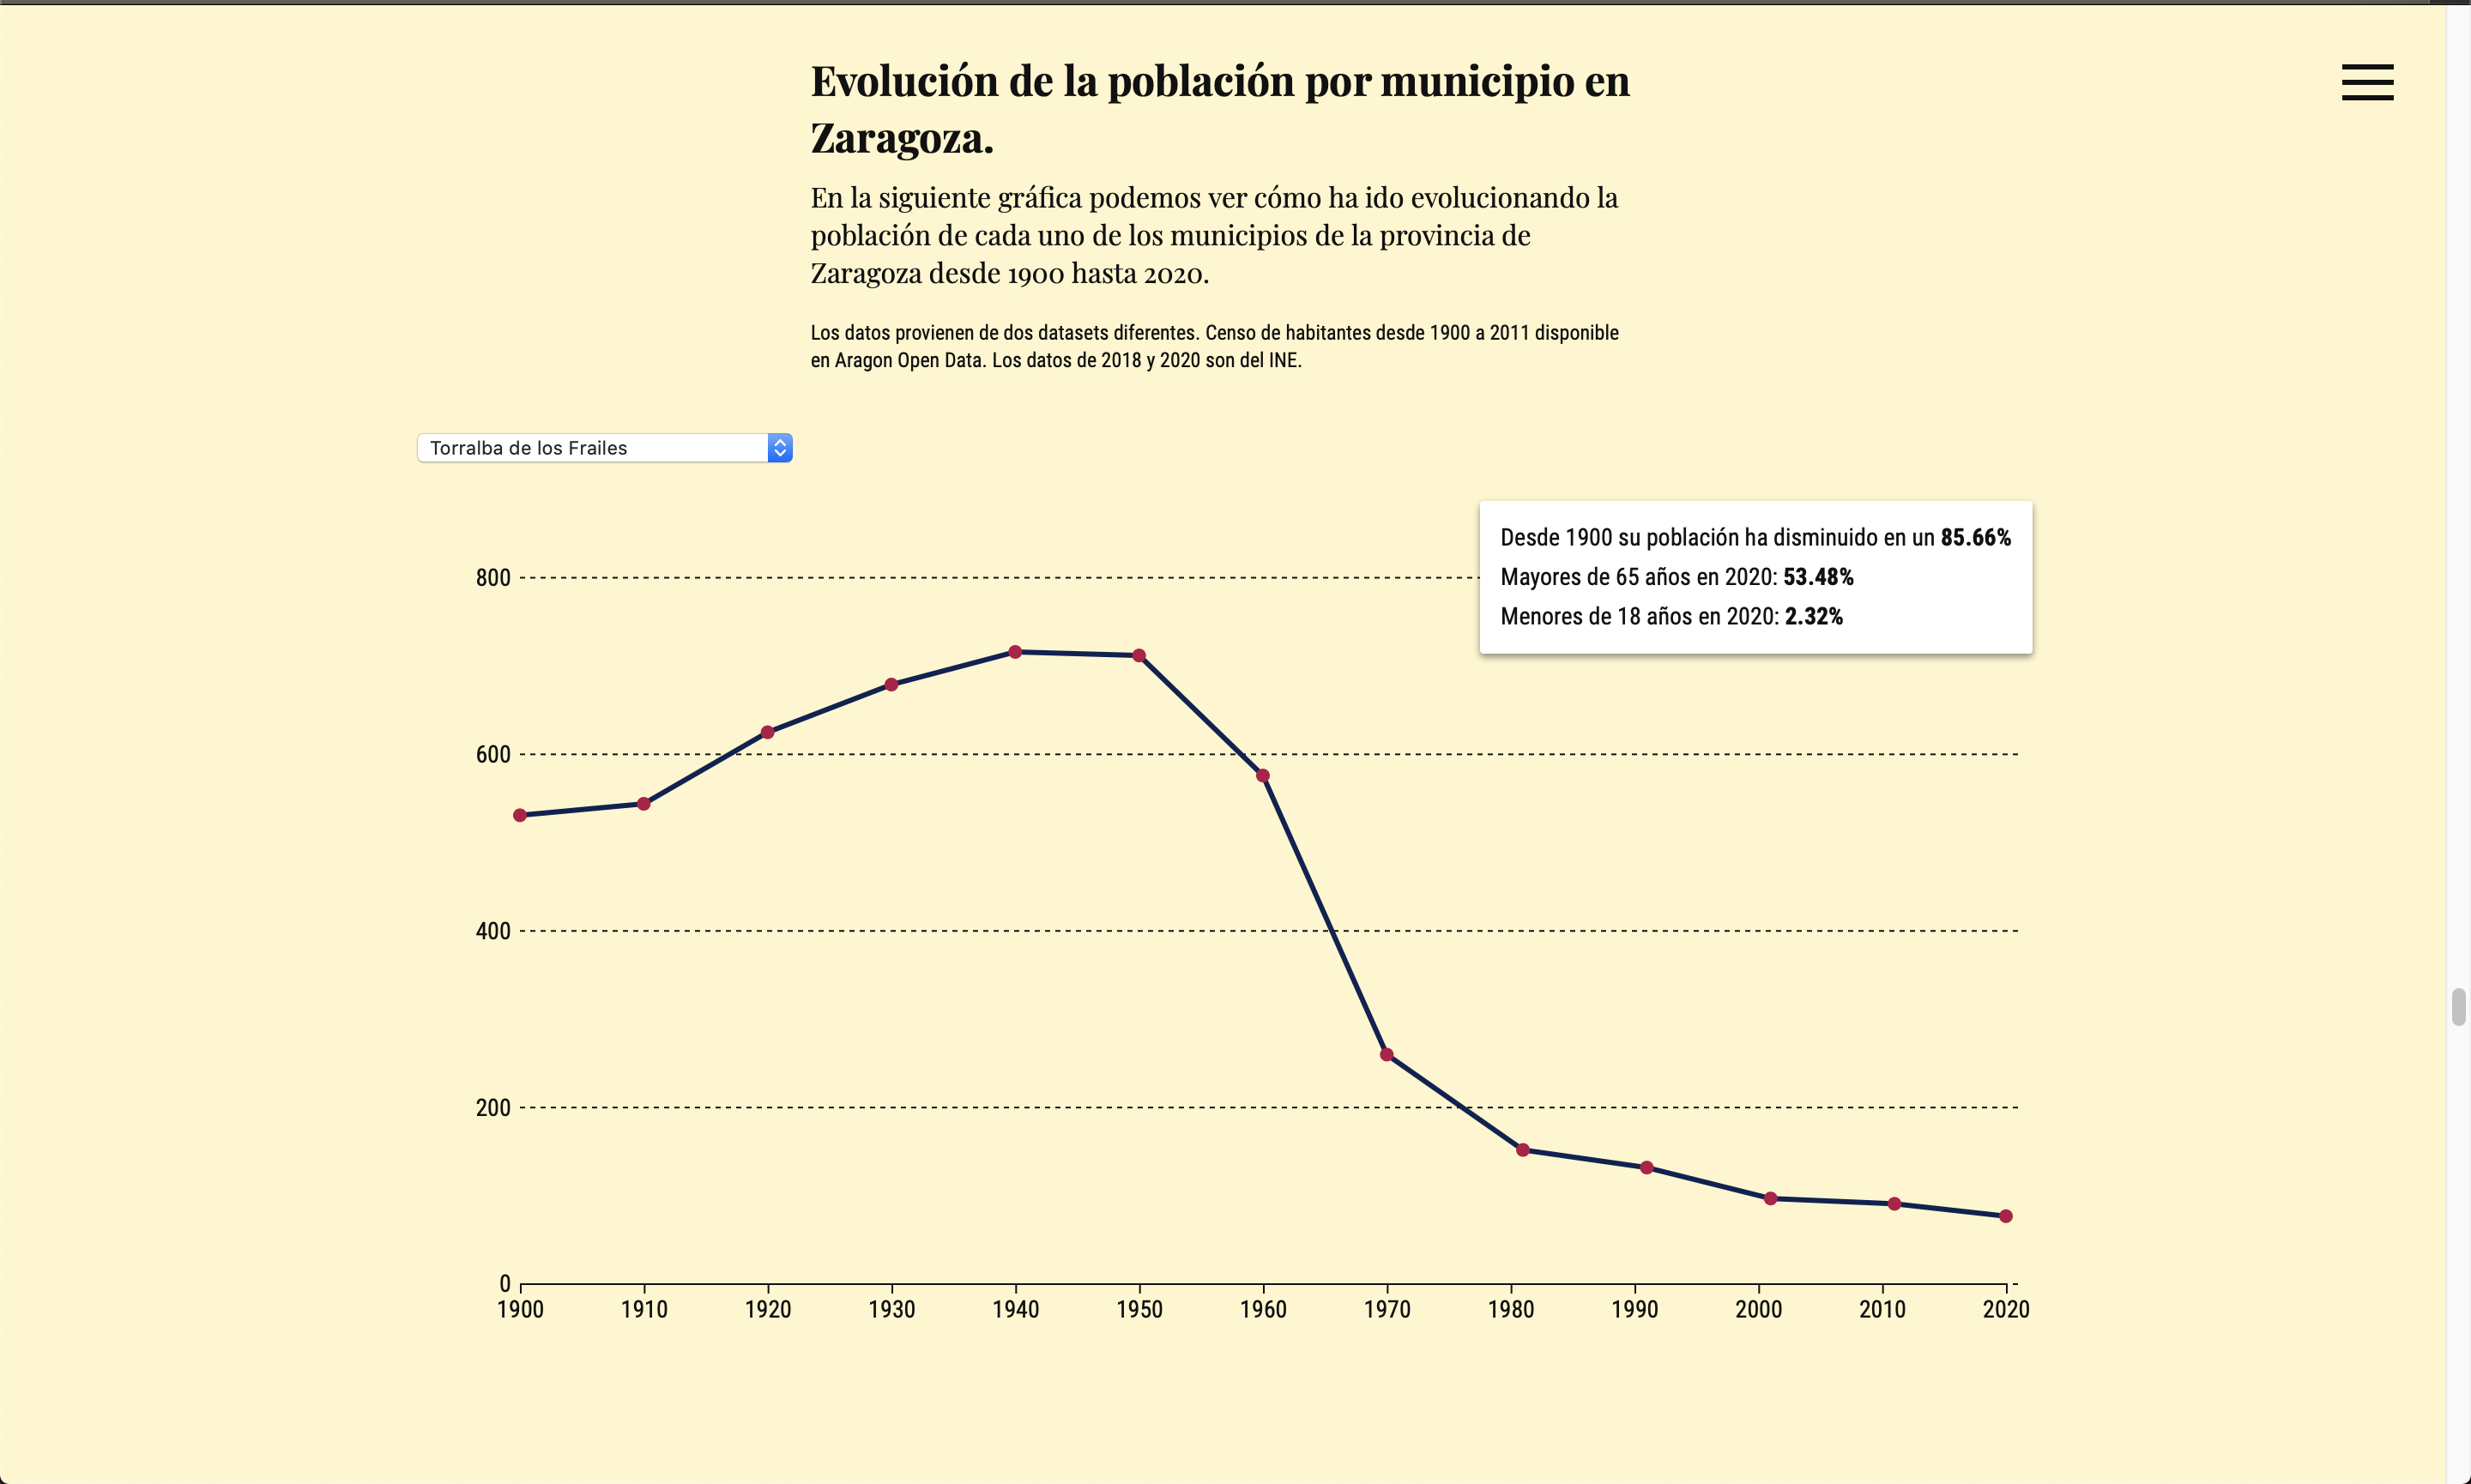 Evolución de la población por municipio en
Zaragoza.
En la siguiente gráfica podemos ver cómo ha ido evolucionando la
población de cada uno de los municipios de la provincia de
Zaragoza desde 1900 hasta 2020.
Los datos provienen de dos datasets diferentes. Censo de habitantes desde 1900 a 2011 disponible
en Aragon Open Data. Los datos de 2018 y 2020 son del INE.
Torralba de los Frailes
Desde 1900 su población ha disminuido en un 85.66%
Mayores de 65 años en 2020: 53.48%
Menores de 18 años en 2020: 2.32%
800
600
400
200
0
1900 1910 1920 1930 1940 1950 1960 1970 1980 1990 2000 2010 2020